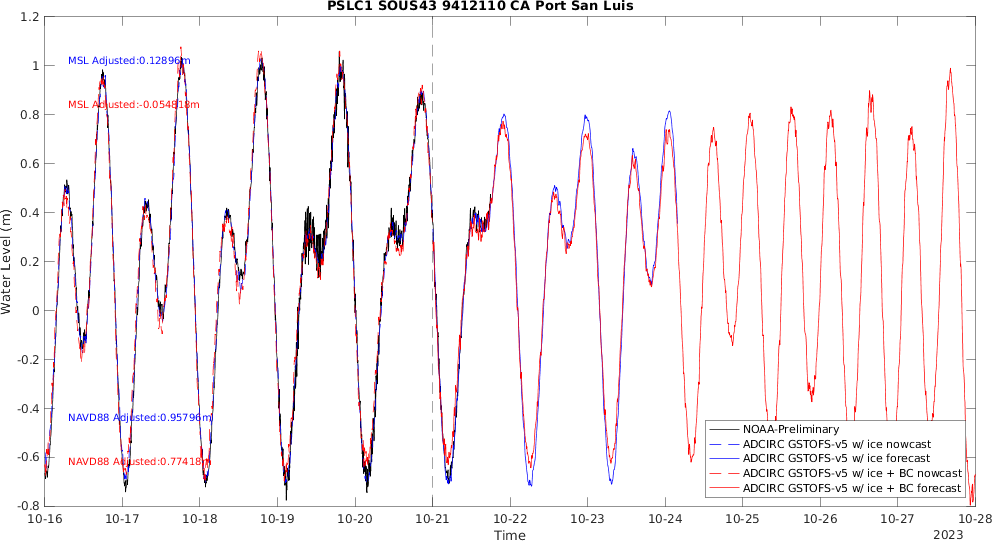 PSLC1 SOUS43 9412110 CA Port San Luis
1.2
1
0.8
0.6
0.4
0.2
0
-0.2
-0.4
-0.6
-0.8
Water Level (m)
MSL Adjusted:0.12896m
MSL Adjusted:-0.054818m
NAVD88 Adjusted:0.95796m
NAVD88 Adjusted:0.77418m
NOAA-Preliminary
ADCIRC GSTOFS-v5 w/ ice nowcast
ADCIRC GSTOFS-v5 w/ ice forecast
ADCIRC GSTOFS-v5 w/ice + BC nowcast
ADCIRC GSTOFS-v5 w/ice + BC forecast
10-16 10-17 10-18 10-19 10-20 10-21 10-22 10-23 10-24 10-25 10-26 10-27 10-28
Time
2023